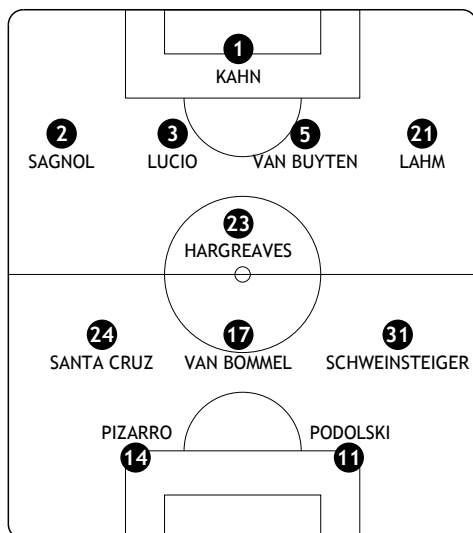 1
KAHN
2
SAGNOL
3
LUCIO
5
VAN BUYTEN
21
LAHM
23
HARGREAVES
24
SANTA CRUZ
17
VAN BOMMEL
31
SCHWEINSTEIGER
PIZARRO
14
PODOLSKI
11